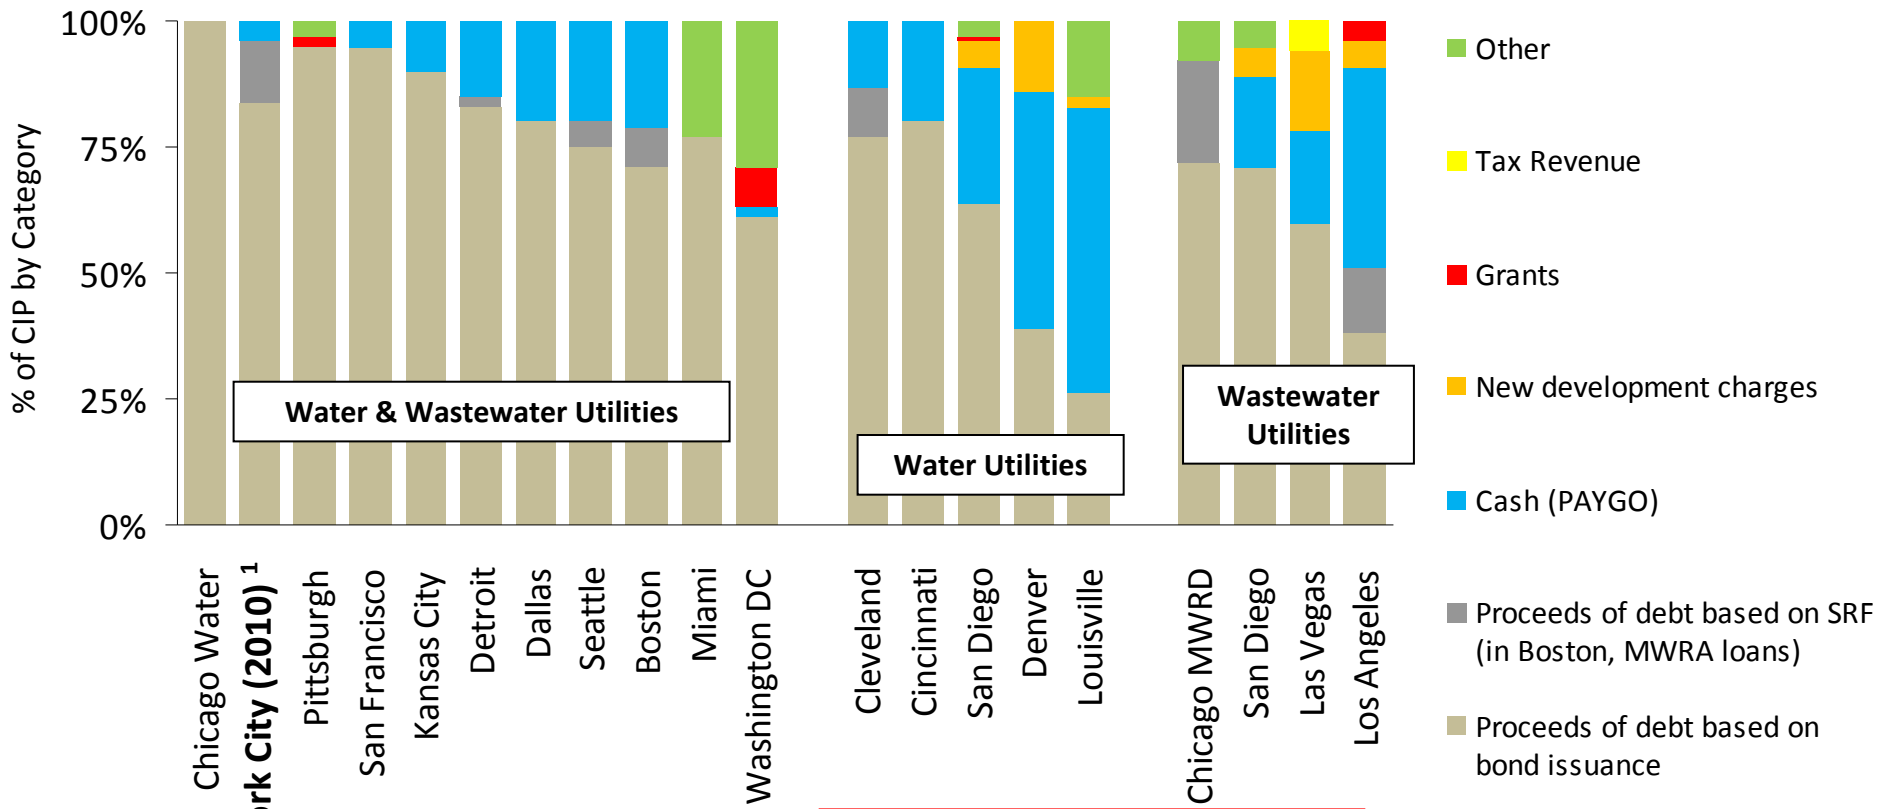 % of CIP by Category
100%
75%
50%
25%
0%
Water & Wastewater Utilities
Water Utilities
Wastewater
Utilities
Chicago Water
rk City (2010) 1
Pittsburgh
San Francisco
Kansas City
Detroit
Dallas
Seattle
Boston
Miami
Washington DC
Cleveland
Cincinnati
San Diego
Denver
Louisville
Chicago MWRD
San Diego
Las Vegas
Los Angeles
Other
Tax Revenue
Grants
New development charges
Cash (PAYGO)
Proceeds of debt based on SRF
(in Boston, MWRA loans)
Proceeds of debt based on
bond issuance